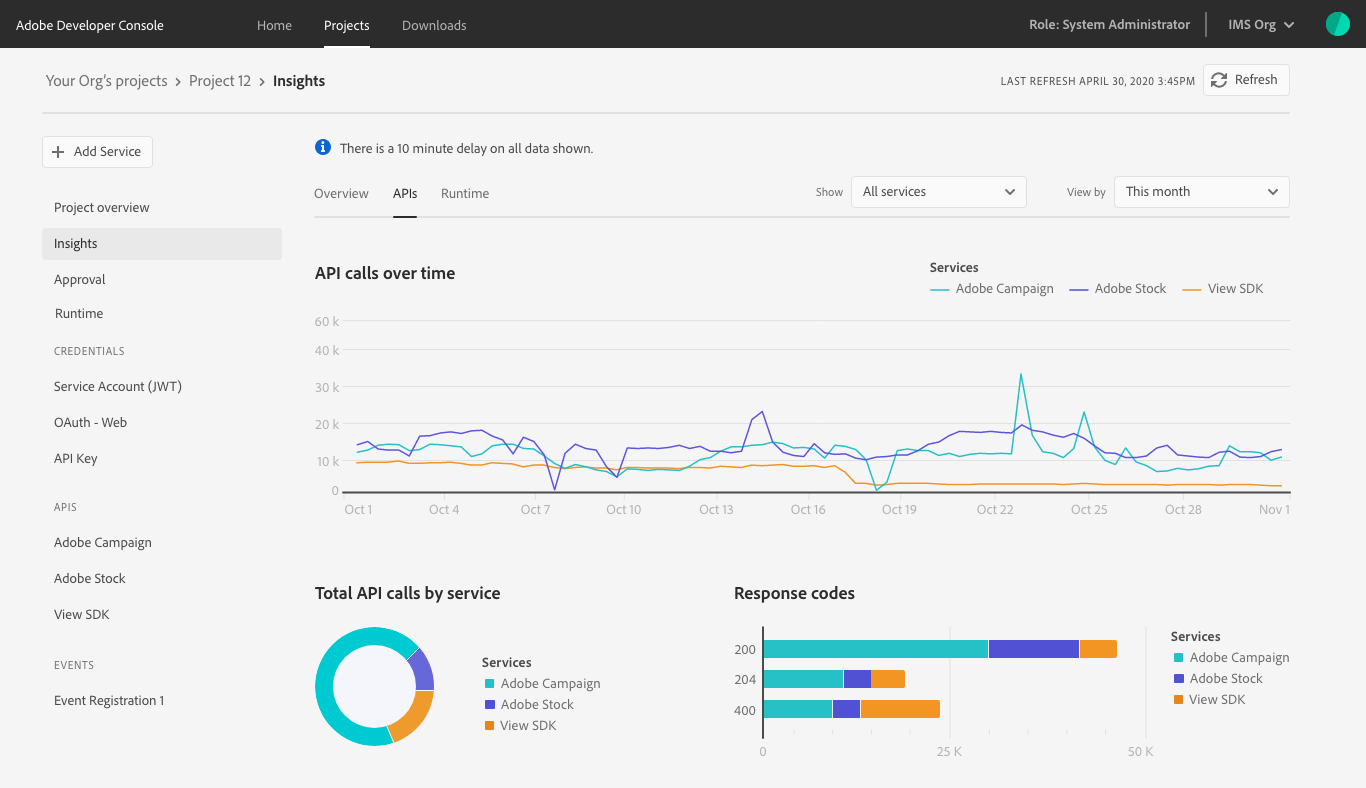 Adobe Developer Console
Home
Projects
Downloads
Role: System Administrator
IMS Org
Your Org's projects > Project 12 > Insights
LAST REFRESH APRIL 30, 2020 3:45PM
Refresh
Add Service
Project overview
Insights
Approval
Runtime
CREDENTIALS
Service Account (JWT)
OAuth - Web
API Key
APIS
Adobe Campaign
Adobe Stock
View SDK
EVENTS
Event Registration 1
There is a 10 minute delay on all data shown.
Overview
APIs
Runtime
Show
All services
View by
This month
API calls over time
Services
Adobe Campaign
Adobe Stock
View SDK
60 k
40 k
30 k
20 k
10 k
0
Oct 1
Oct 4
Oct 7
Oct 10
Oct 13
Oct 16
Oct 19
Oct 22
Oct 25
Oct 28
Nov 1
Total API calls by service
Services
Adobe Campaign
Adobe Stock
View SDK
Response codes
200
204
400
0
25 K
50 K
Services
Adobe Campaign
Adobe Stock
View SDK